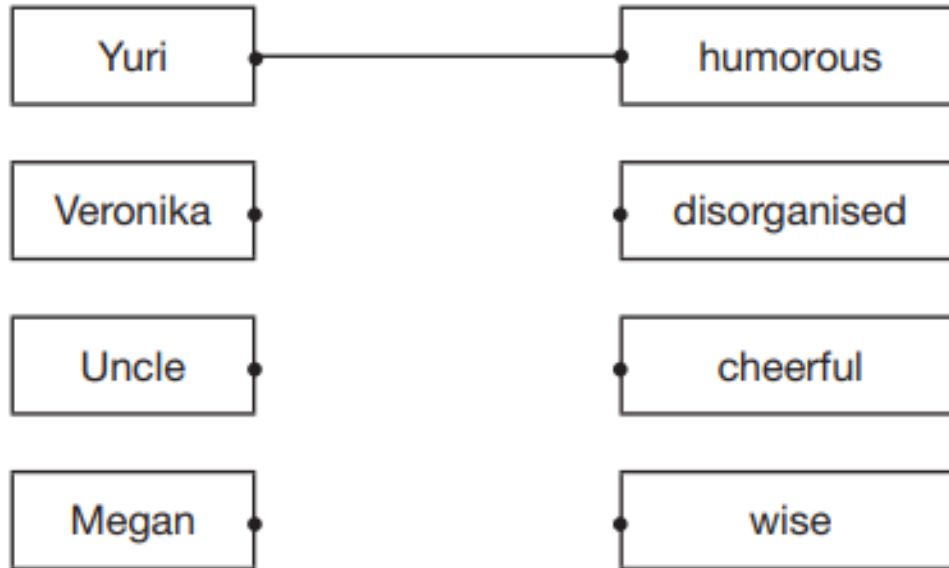 Yuri humorous
Veronika disorganised
Uncle cheerful
Megan wise